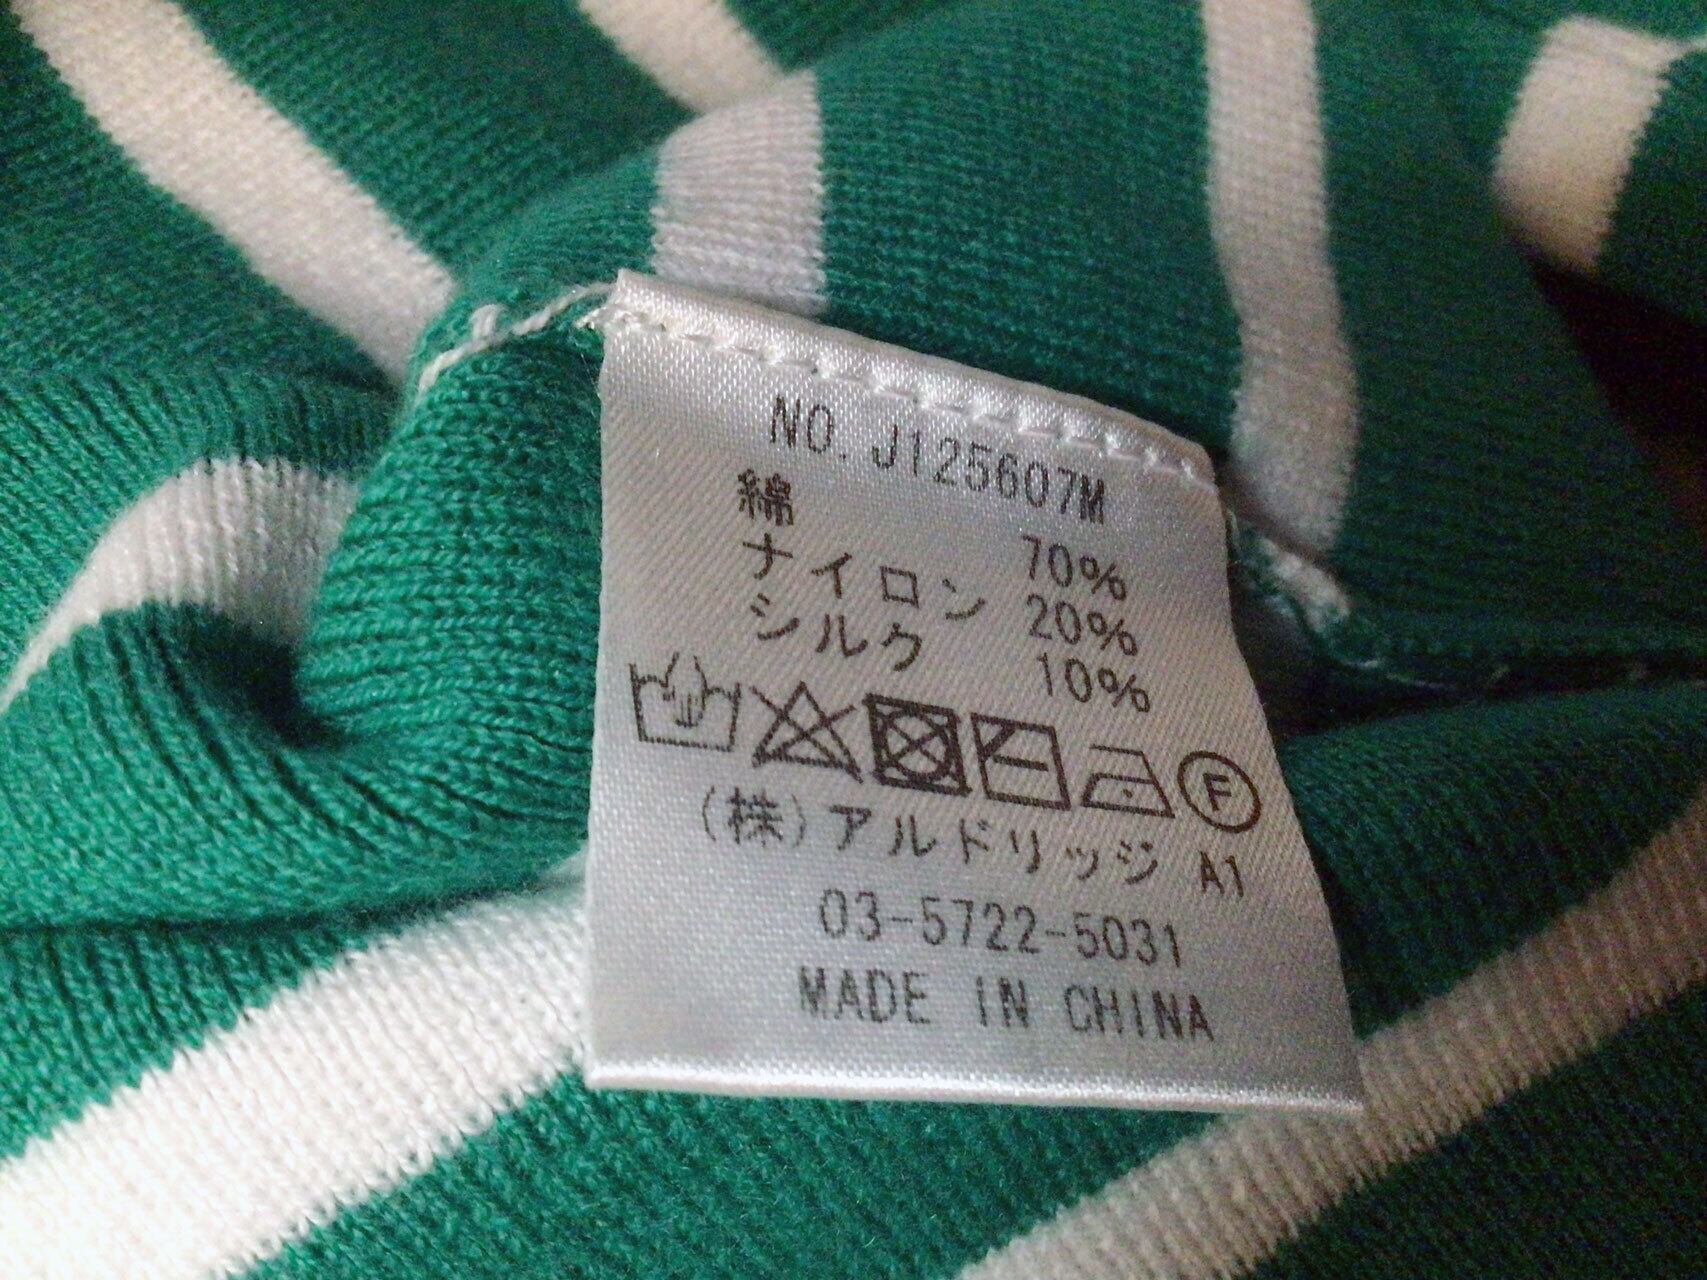 NO. J125607M
綿 70%
ナイロン 20%
シルク 10%
F
(株)アルドリッジ A1
03-5722-5031
MADE IN CHINA